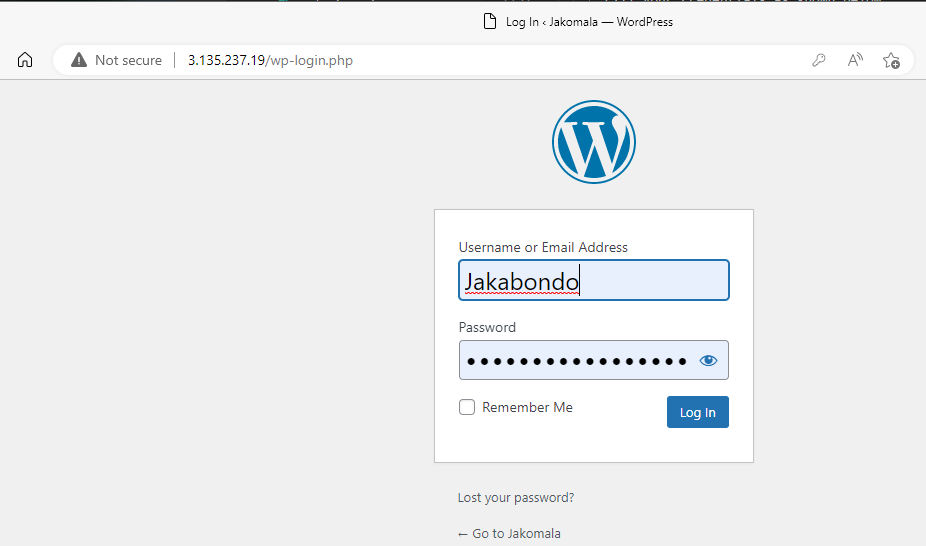 Log In ‹ Jakomala — WordPress
Not secure 3.135.237.19/wp-login.php
Username or Email Address
Jakabondo
Password
Remember Me
Log In
Lost your password?
← Go to Jakomala